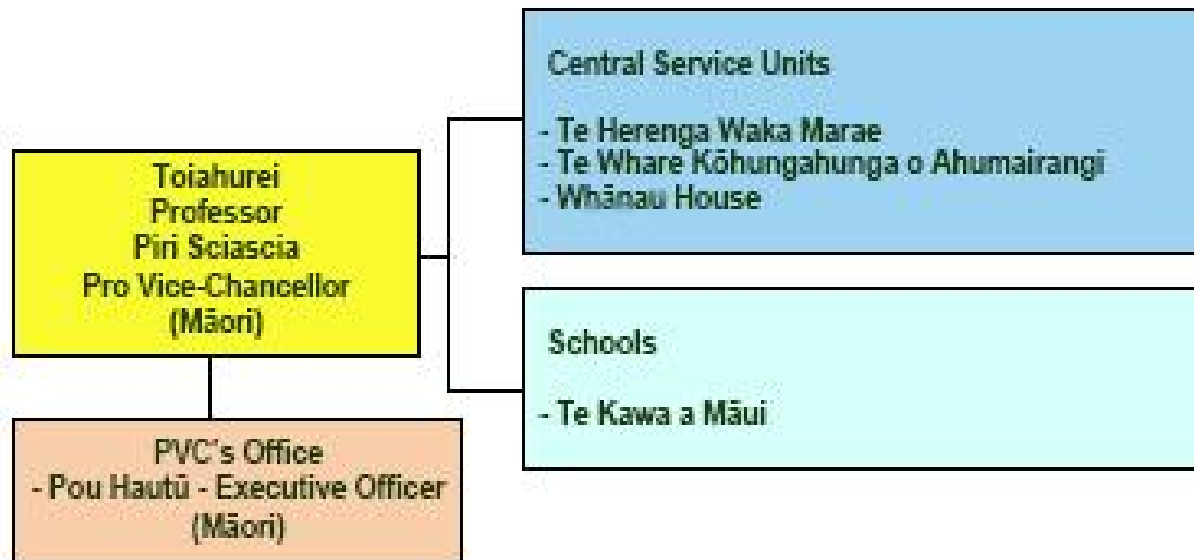 Toiahurei
Professor
Piri Sciascia
Pro Vice-Chancellor
(Māori)
PVC's Office
- Pou Hautū - Executive Officer
(Māori)
Central Service Units
- Te Herenga Waka Marae
- Te Whare Kōhungahunga o Ahumairangi
- Whānau House
Schools
- Te Kawa a Māui